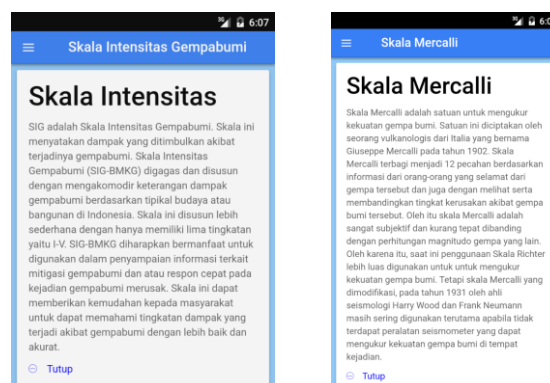 6:07
Skala Intensitas Gempabumi
Skala Intensitas
SIG adalah Skala Intensitas Gempabumi. Skala ini
menyatakan dampak yang ditimbulkan akibat
terjadinya gempabumi. Skala Intensitas
Gempabumi (SIG-BMKG) digagas dan disusun
dengan mengakomodir keterangan dampak
gempabumi berdasarkan tipikal budaya atau
bangunan di Indonesia. Skala ini disusun lebih
sederhana dengan hanya memiliki lima tingkatan
yaitu I-V. SIG-BMKG diharapkan bermanfaat untuk
digunakan dalam penyampaian informasi terkait
mitigasi gempabumi dan atau respon cepat pada
kejadian gempabumi merusak. Skala ini dapat
memberikan kemudahan kepada masyarakat
untuk dapat memahami tingkatan dampak yang
terjadi akibat gempabumi dengan lebih baik dan
akurat.
Tutup
Skala Mercalli
Skala Mercalli
Skala Mercalli adalah satuan untuk mengukur
kekuatan gempa bumi. Satuan ini diciptakan oleh
seorang vulkanologis dari Italia yang bernama
Giuseppe Mercalli pada tahun 1902. Skala
Mercalli terbagi menjadi 12 pecahan berdasarkan
informasi dari orang-orang yang selamat dari
gempa tersebut dan juga dengan melihat serta
membandingkan tingkat kerusakan akibat gempa
bumi tersebut. Oleh itu skala Mercalli adalah
sangat subjektif dan kurang tepat dibanding
dengan perhitungan magnitudo gempa yang lain.
Oleh karena itu, saat ini penggunaan Skala Richter
lebih luas digunakan untuk untuk mengukur
kekuatan gempa bumi. Tetapi skala Mercalli yang
dimodifikasi, pada tahun 1931 oleh ahli
seismologi Harry Wood dan Frank Neumann
masih sering digunakan terutama apabila tidak
terdapat peralatan seismometer yang dapat
mengukur kekuatan gempa bumi di tempat
kejadian.
Tutup